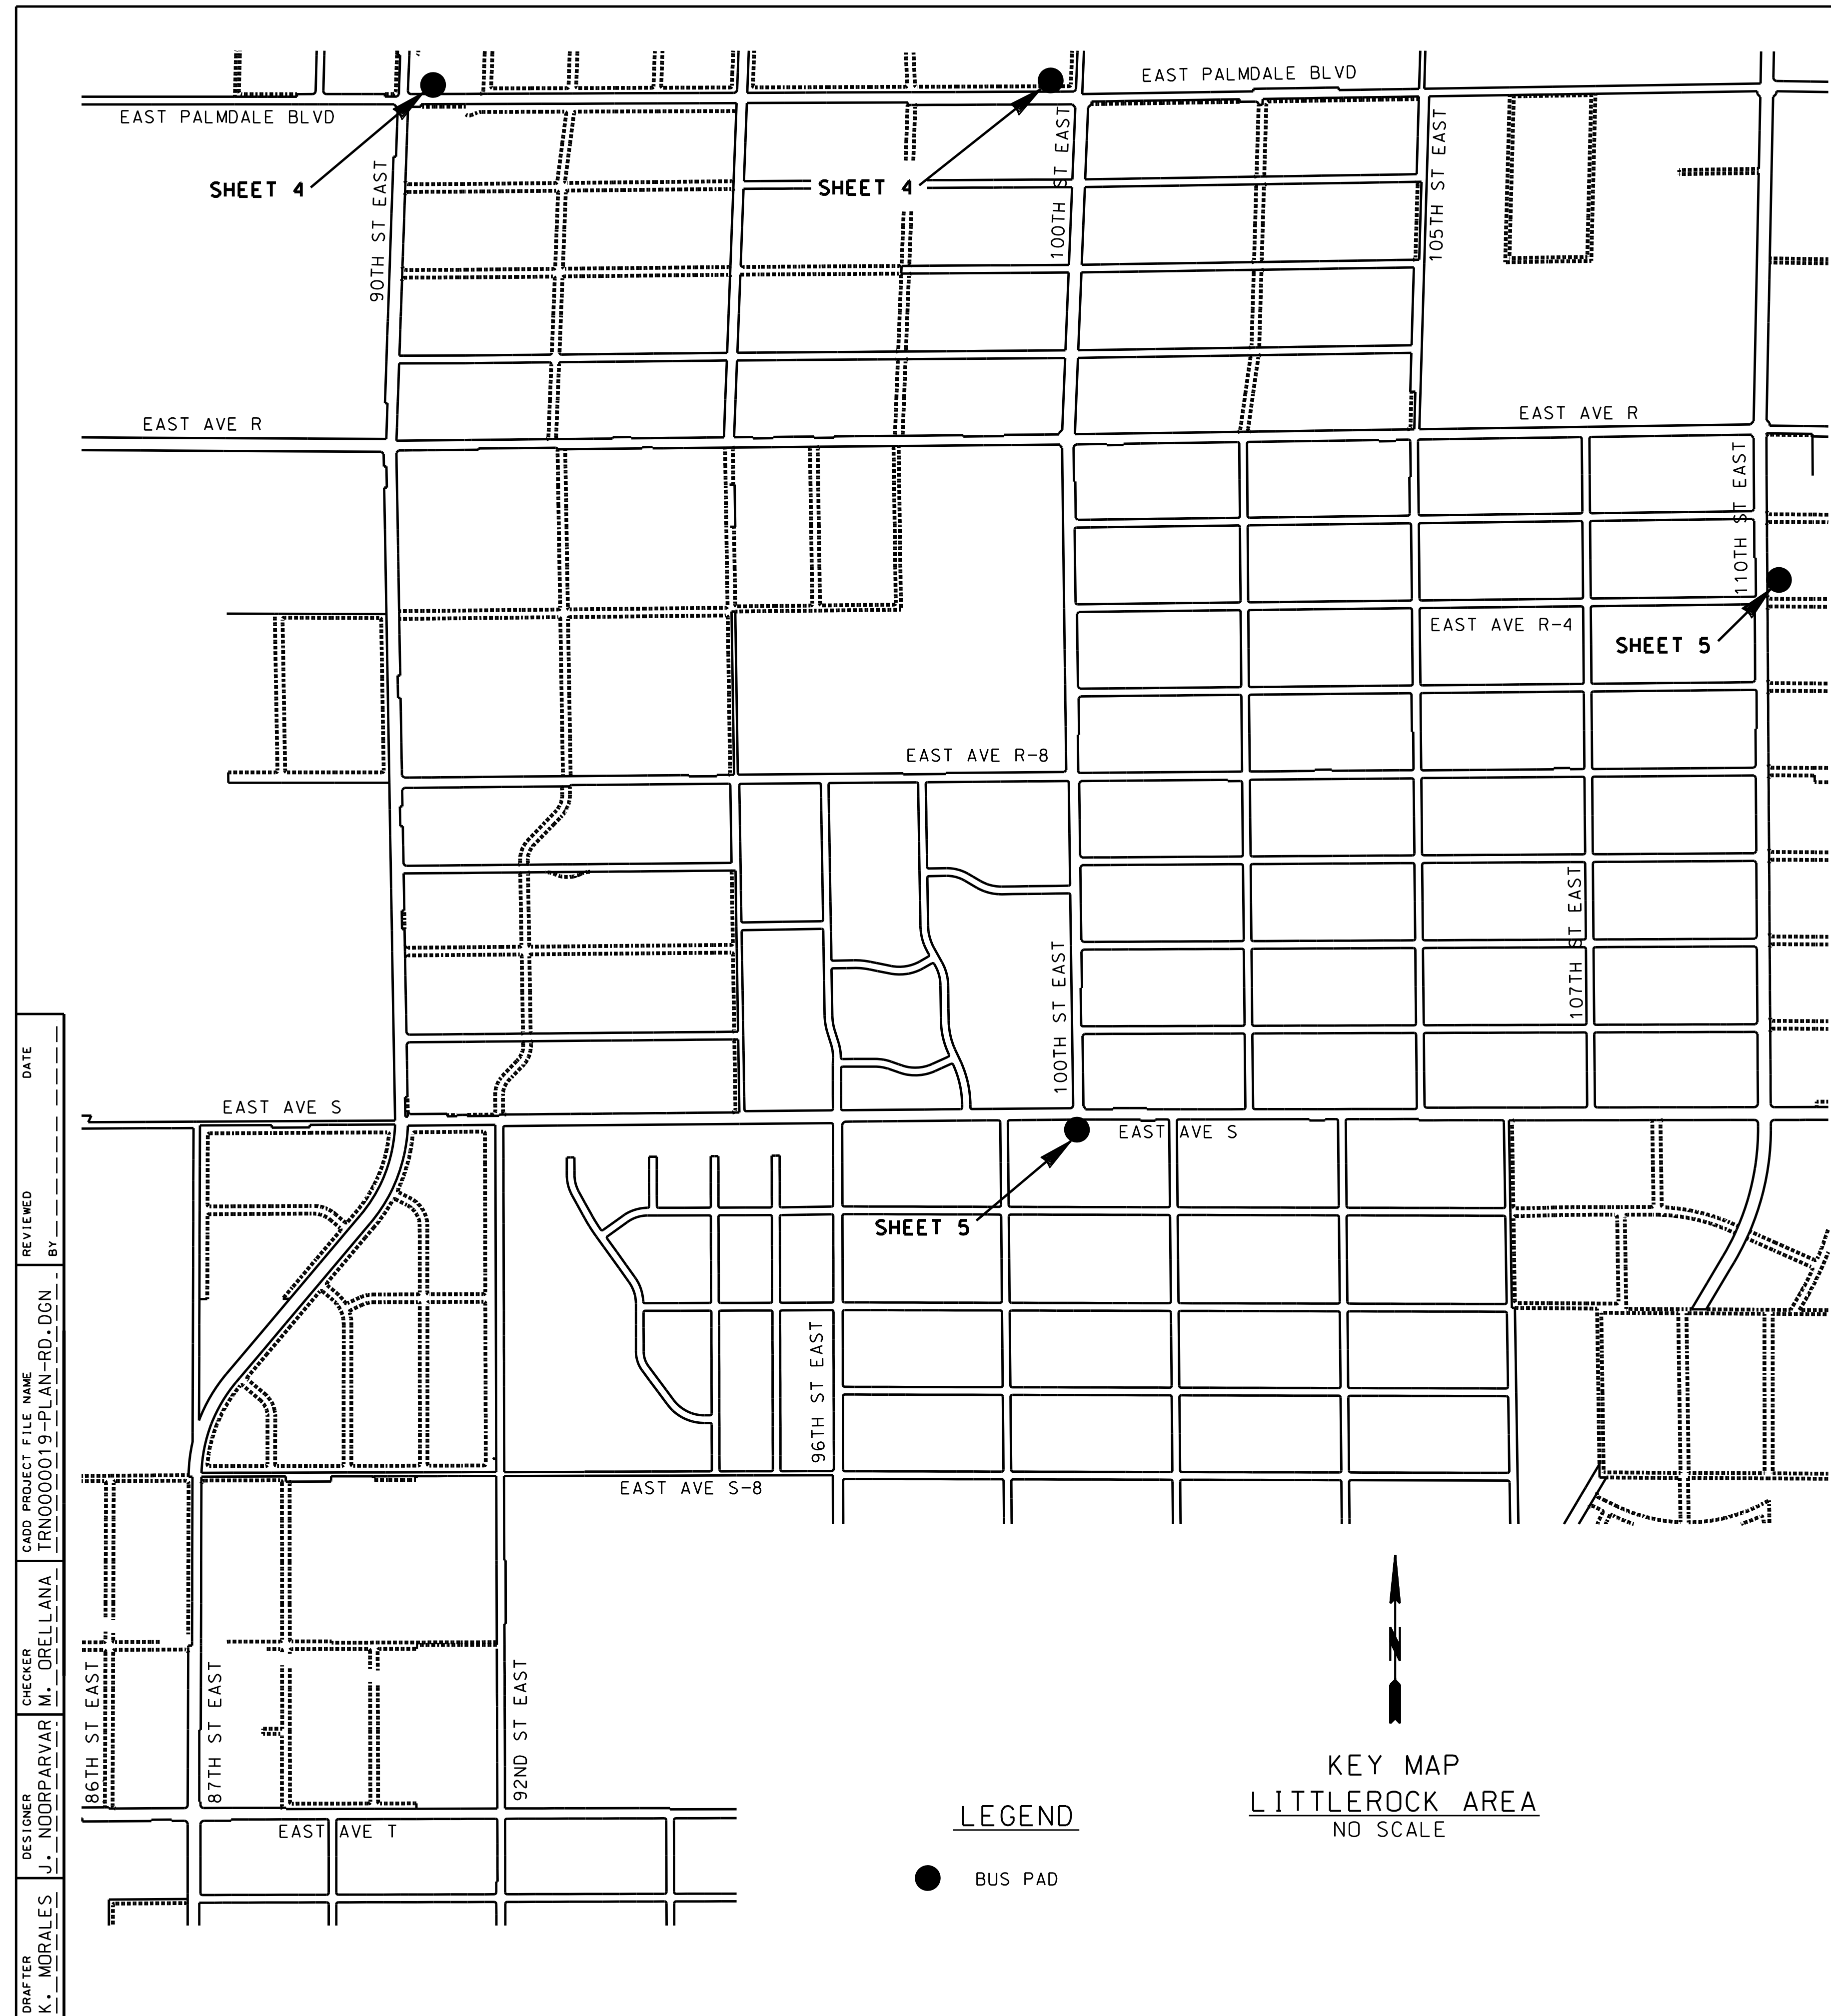 EAST PALMDALE BLVD
EAST PALMDALE BLVD
SHEET 4
SHEET 4
90TH ST EAST
100TH ST EAST
105TH ST EAST
EAST AVE R
EAST AVE R
110TH ST EAST
EAST AVE R-4
SHEET 5
EAST AVE R-8
107TH ST EAST
100TH ST EAST
EAST AVE S
EAST AVE S
SHEET 5
96TH ST EAST
EAST AVE S-8
86TH ST EAST
87TH ST EAST
92ND ST EAST
EAST AVE T
N
KEY MAP
LITTLEROCK AREA
NO SCALE
LEGEND
BUS PAD
REVIEWED DATE
BY
CADD PROJECT FILE NAME
TRN0000019-PLAN-RD.DGN
CHECKER
M. ORELLANA
DESIGNER
J. NOORPARVAR
DRAFTER
K. MORALES